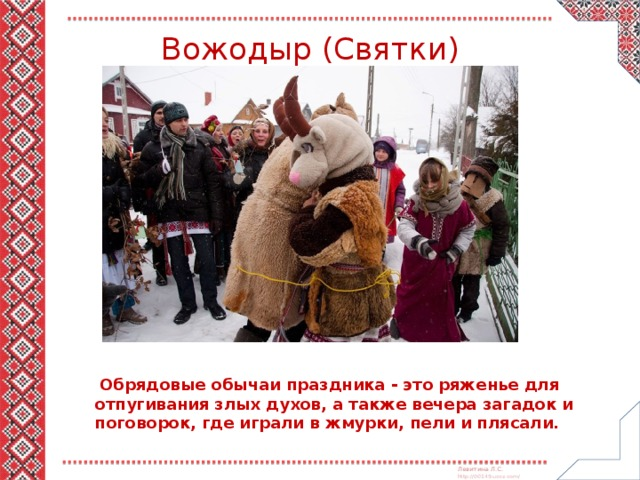 Вожодыр (Святки)
Обрядовые обычаи праздника - это ряженье для
отпугивания злых духов, а также вечера загадок и
поговорок, где играли в жмурки, пели и плясали.